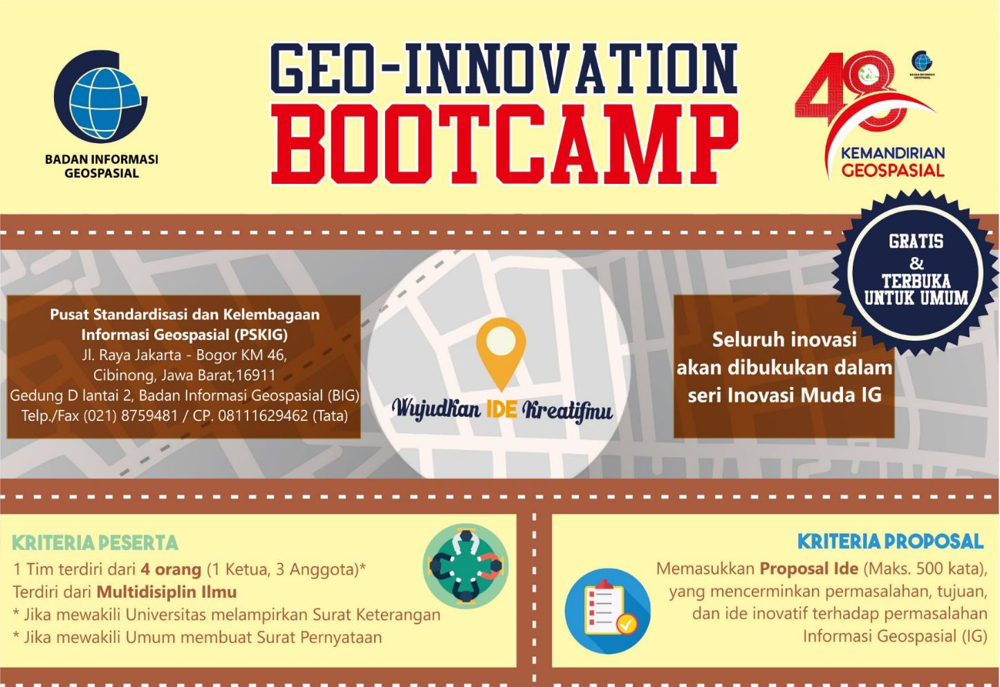 GEO-INNOVATION
BOOTCAMP
BADAN INFORMASI
GEOSPASIAL
48
BADAN INFORMASI
GEOSPASIAL
KEMANDIRIAN
GEOSPASIAL
GRATIS
&
TERBUKA
UNTUK UMUM
Pusat Standardisasi dan Kelembagaan
Informasi Geospasial (PSKIG)
Jl. Raya Jakarta - Bogor KM 46,
Cibinong, Jawa Barat,16911
Gedung D lantai 2, Badan Informasi Geospasial (BIG)
Telp./Fax (021) 8759481 / CP. 08111629462 (Tata)
Wujudkan IDE Kreatifmu
Seluruh inovasi
akan dibukukan dalam
seri Inovasi Muda IG
KRITERIA PESERTA
1 Tim terdiri dari 4 orang (1 Ketua, 3 Anggota)*
Terdiri dari Multidisiplin Ilmu
* Jika mewakili Universitas melampirkan Surat Keterangan
* Jika mewakili Umum membuat Surat Pernyataan
KRITERIA PROPOSAL
Memasukkan Proposal Ide (Maks. 500 kata),
yang mencerminkan permasalahan, tujuan,
dan ide inovatif terhadap permasalahan
Informasi Geospasial (IG)